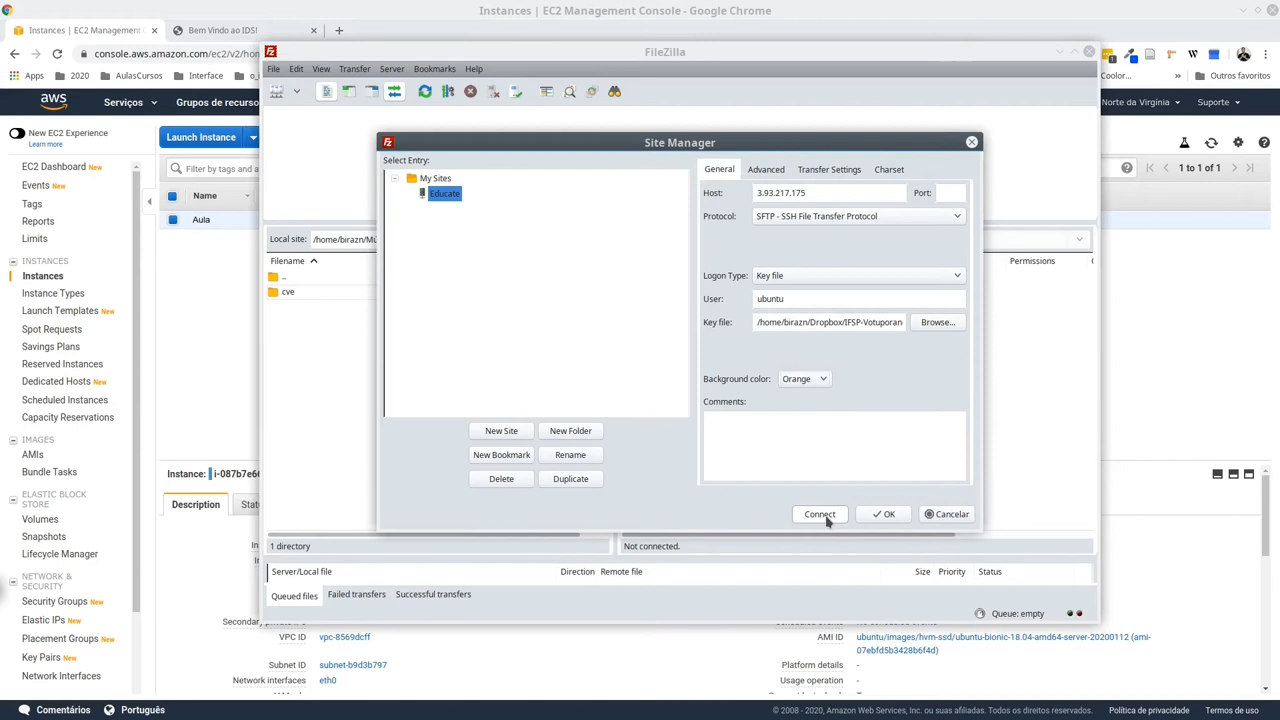 Instances | EC2 Management Console - Google Chrome
Instances | EC2 Management Con
Bem Vindo ao IDS!
console.aws.amazon.com/ec2/v2/ho
Apps
2020
AulasCursos
Interface
Coolor...
Outros favoritos
aws
Serviços
Grupos de recurso
Norte da Virgínia
Suporte
New EC2 Experience
Learn more
EC2 Dashboard New
Events New
Tags
Reports
Limits
INSTANCES
Instances
Instance Types
Launch Templates New
Spot Requests
Savings Plans
Reserved Instances
Dedicated Hosts New
Scheduled Instances
Capacity Reservations
IMAGES
AMIs
Bundle Tasks
ELASTIC BLOCK
STORE
Volumes
Snapshots
Lifecycle Manager
NETWORK &
SECURITY
Security Groups New
Elastic IPs New
Placement Groups New
Key Pairs New
Network Interfaces
Launch Instance
Filter by tags and
1 to 1 of 1
Name
Aula
Instance:
i-087b7e6
Description
Stat
VPC ID
vpc-8569dcff
Subnet ID
subnet-b9d3b797
Network interfaces
eth0
AMI ID
ubuntu/images/hvm-ssd/ubuntu-bionic-18.04-amd64-server-20200112 (ami-
07ebfd5b3428b6f4d)
Platform details
-
Usage operation
-
FileZilla
File
Edit
View
Transfer
Server
Bookmarks
Help
Local site:
/home/birazn/Mú
Filename
..
cve
Permissions
1 directory
Not connected.
Server/Local file
Direction
Remote file
Size
Priority
Status
Queued files
Failed transfers
Successful transfers
Queue: empty
Site Manager
Select Entry:
My Sites
Educate
New Site
New Folder
New Bookmark
Rename
Delete
Duplicate
General
Advanced
Transfer Settings
Charset
Host:
3.93.217.175
Port:
Protocol:
SFTP - SSH File Transfer Protocol
Logon Type:
Key file
User:
ubuntu
Key file:
/home/birazn/Dropbox/IFSP-Votuporan
Browse...
Background color:
Orange
Comments:
Connect
OK
Cancelar
Comentários
Português
© 2008 - 2020, Amazon Web Services, Inc. ou suas afiliadas. Todos os direitos reservados.
Política de privacidade
Termos de uso